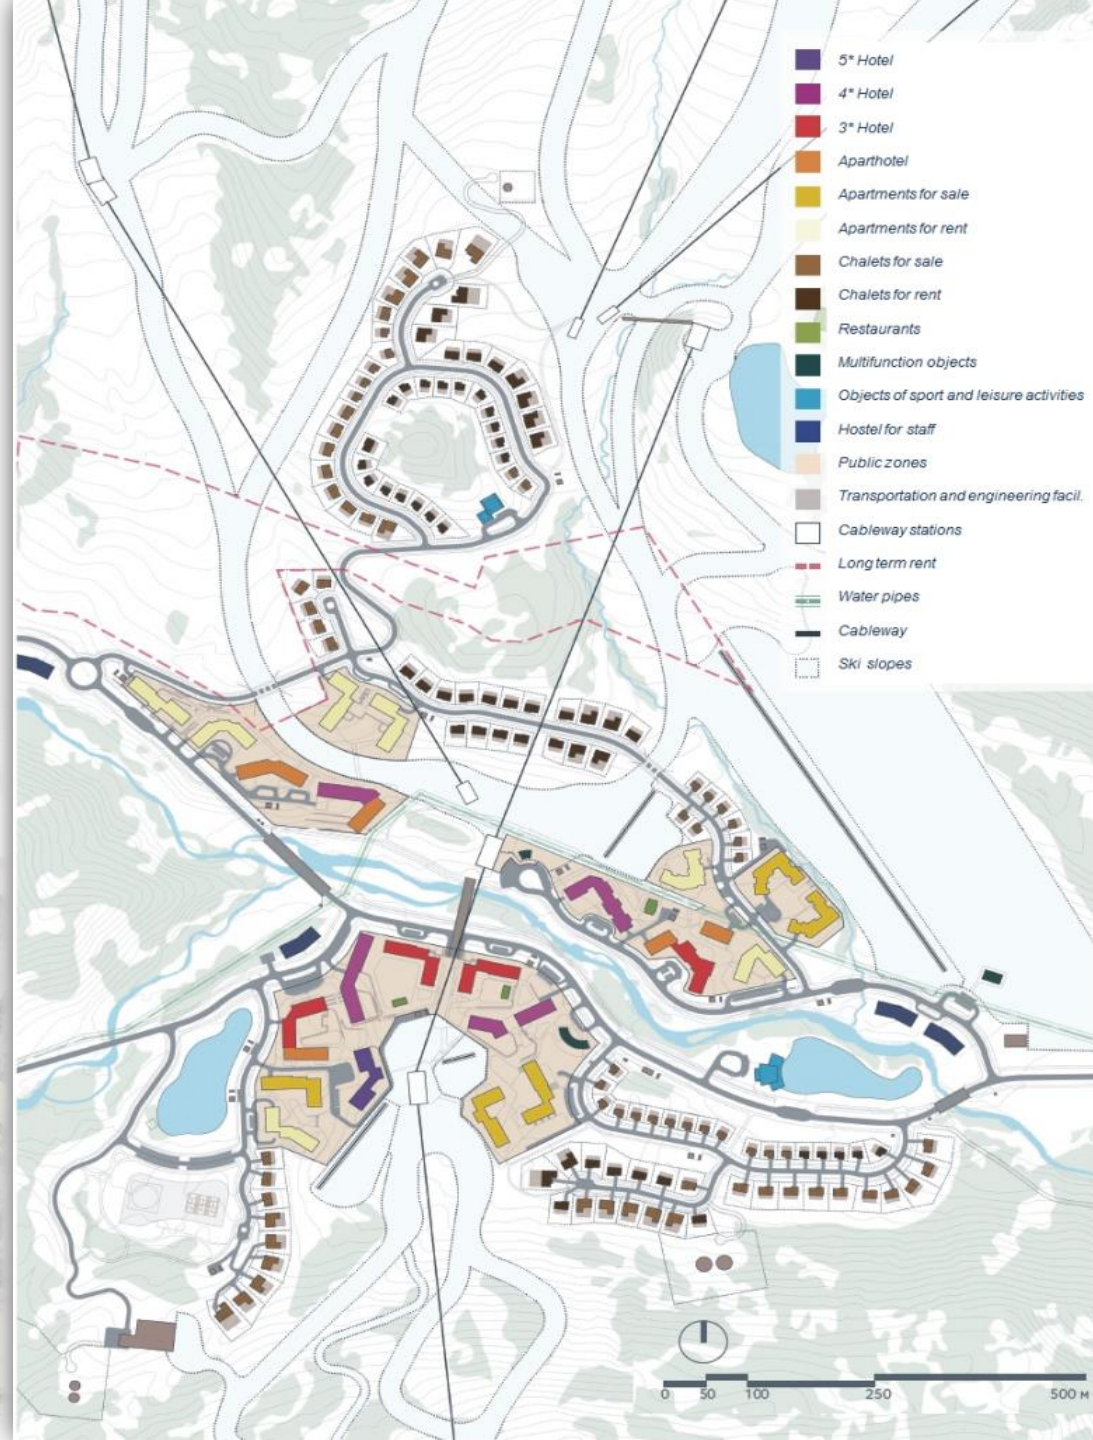 5* Hotel
4* Hotel
3* Hotel
Aparthotel
Apartments for sale
Apartments for rent
Chalets for sale
Chalets for rent
Restaurants
Multifunction objects
Objects of sport and leisure activities
Hostel for staff
Public zones
Transportation and engineering facil.
Cableway stations
Long term rent
Water pipes
Cableway
Ski slopes
0 50 100 250 500 м